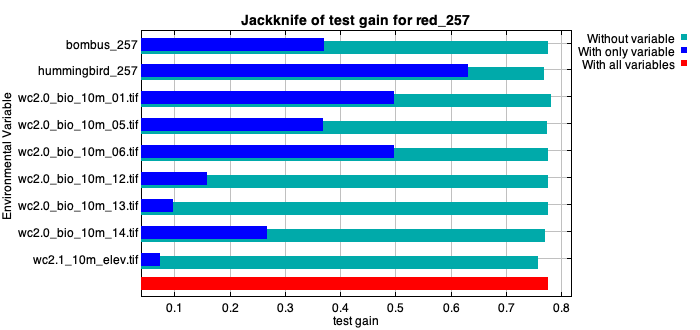 Jackknife of test gain for red_257
Without variable
With only variable
With all variables
Environmental Variable
bombus_257
hummingbird_257
wc2.0_bio_10m_01.tif
wc2.0_bio_10m_05.tif
wc2.0_bio_10m_06.tif
wc2.0_bio_10m_12.tif
wc2.0_bio_10m_13.tif
wc2.0_bio_10m_14.tif
wc2.1_10m_elev.tif
0.1 0.2 0.3 0.4 0.5 0.6 0.7 0.8
test gain